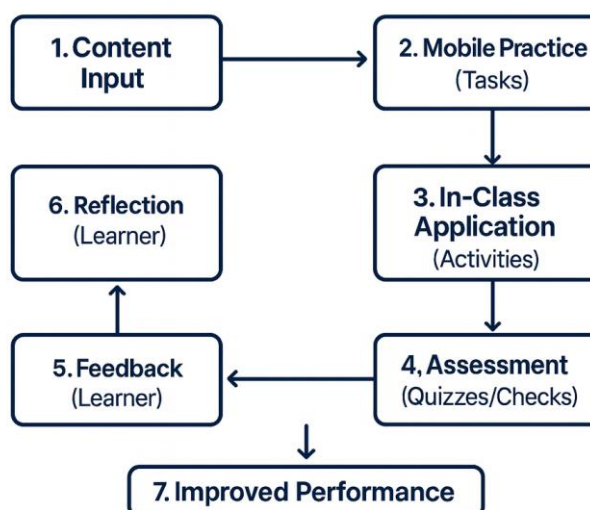 1. Content
Input
2. Mobile Practice
(Tasks)
3. In-Class
Application
(Activities)
4, Assessment
(Quizzes/Checks)
5. Feedback
(Learner)
6. Reflection
(Learner)
7. Improved Performance